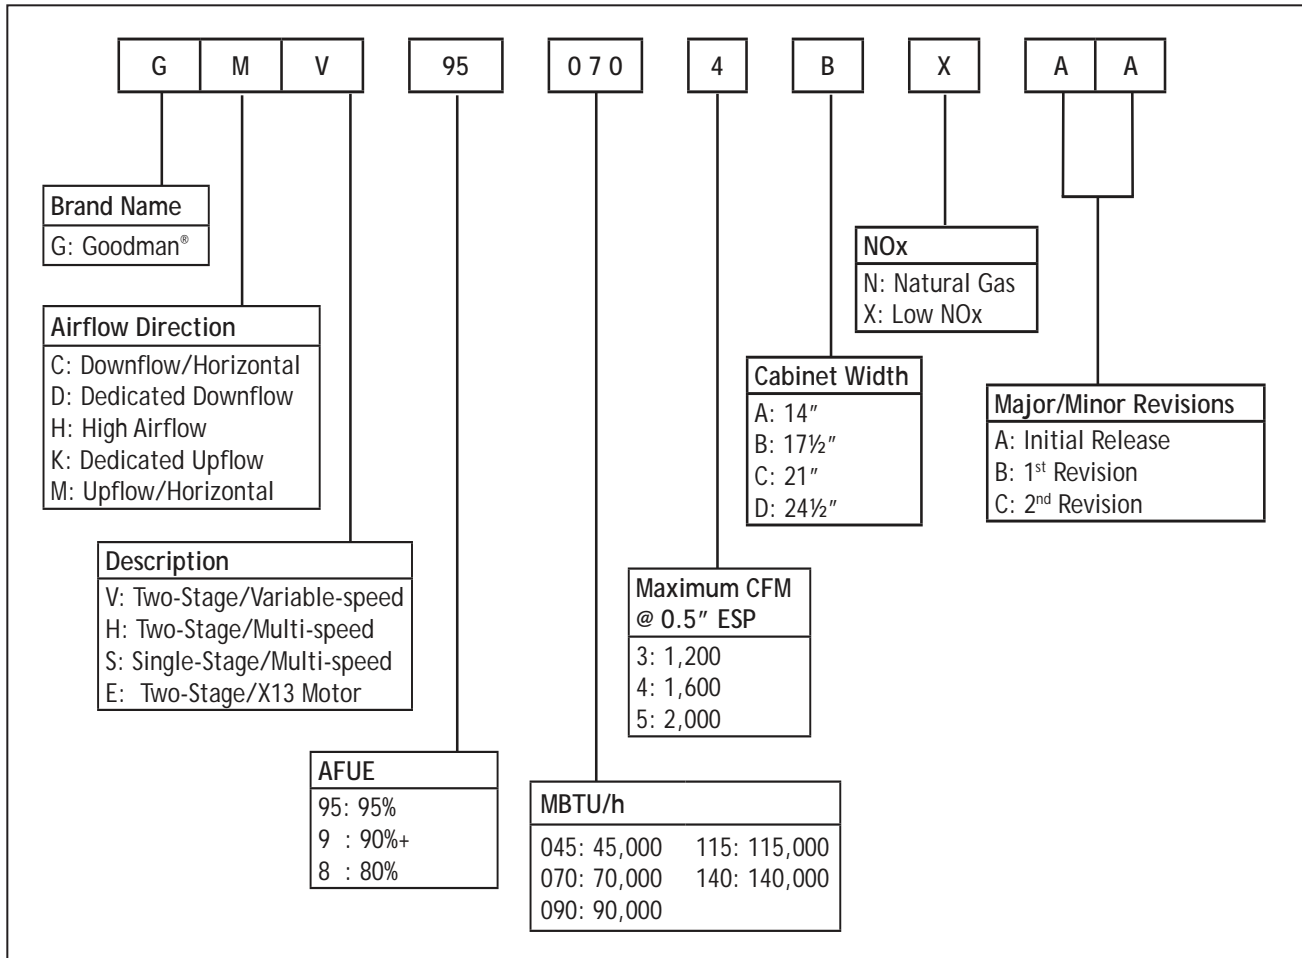 G M V 95 0 7 0 4 B X A A
Brand Name
G: Goodman®
Airflow Direction
C: Downflow/Horizontal
D: Dedicated Downflow
H: High Airflow
K: Dedicated Upflow
M: Upflow/Horizontal
Description
V: Two-Stage/Variable-speed
H: Two-Stage/Multi-speed
S: Single-Stage/Multi-speed
E: Two-Stage/X13 Motor
AFUE
95: 95%
9 : 90%+
8 : 80%
MBTU/h
045: 45,000 115: 115,000
070: 70,000 140: 140,000
090: 90,000
Maximum CFM
@ 0.5″ ESP
3: 1,200
4: 1,600
5: 2,000
Cabinet Width
A: 14″
B: 17½″
C: 21″
D: 24½″
NOx
N: Natural Gas
X: Low NOx
Major/Minor Revisions
A: Initial Release
B: 1st Revision
C: 2nd Revision